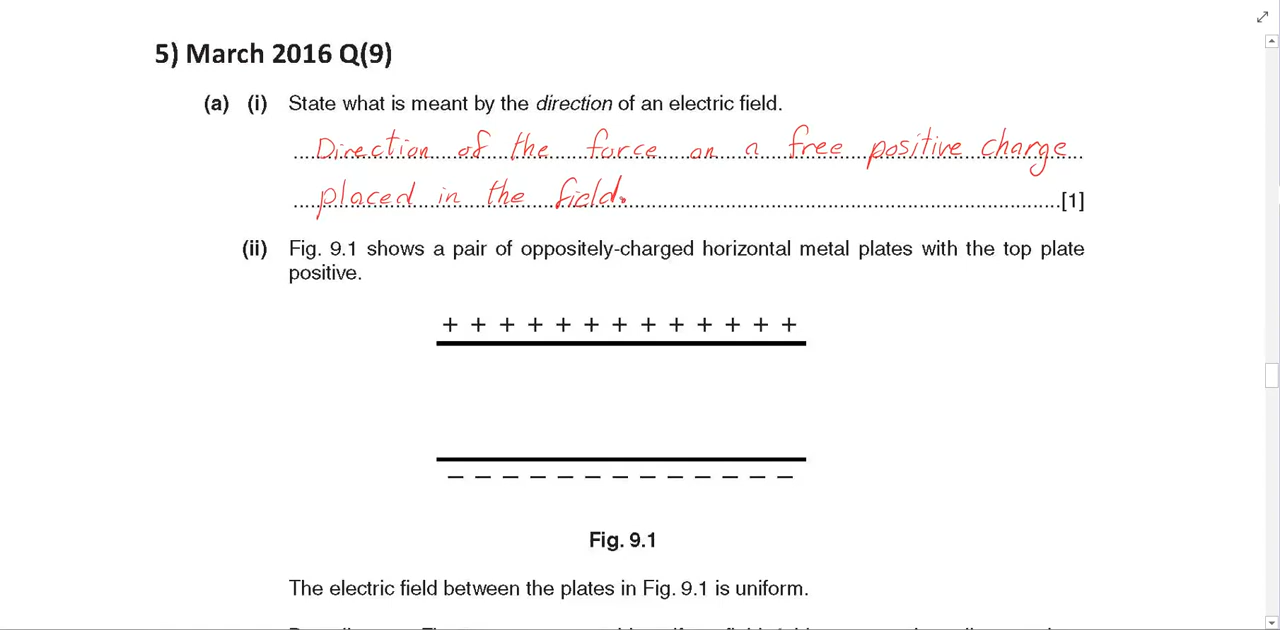 5) March 2016 Q(9)
(a) (i) State what is meant by the direction of an electric field.
Direction of the force on a free positive charge
placed in the field.
[1]
(ii) Fig. 9.1 shows a pair of oppositely-charged horizontal metal plates with the top plate
positive.
+ + + + + + + + + + + + +
– – – – – – – – – – – – –
Fig. 9.1
The electric field between the plates in Fig. 9.1 is uniform.